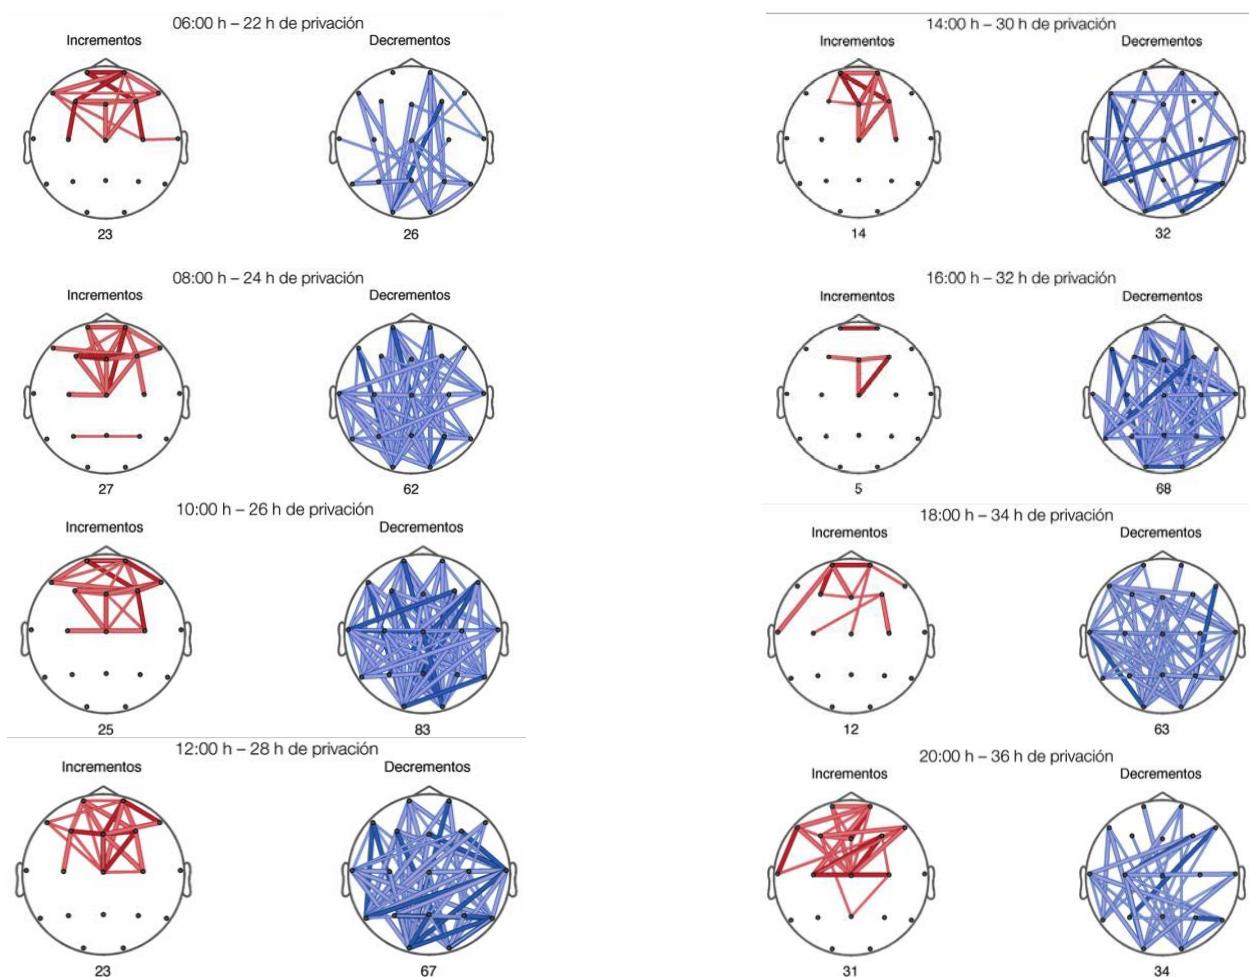 06:00 h – 22 h de privación
Incrementos
Decrementos
23
26
08:00 h – 24 h de privación
Incrementos
Decrementos
27
62
10:00 h – 26 h de privación
Incrementos
Decrementos
25
83
12:00 h – 28 h de privación
Incrementos
Decrementos
23
67
14:00 h – 30 h de privación
Incrementos
Decrementos
14
32
16:00 h – 32 h de privación
Incrementos
Decrementos
5
68
18:00 h – 34 h de privación
Incrementos
Decrementos
12
63
20:00 h – 36 h de privación
Incrementos
Decrementos
31
34